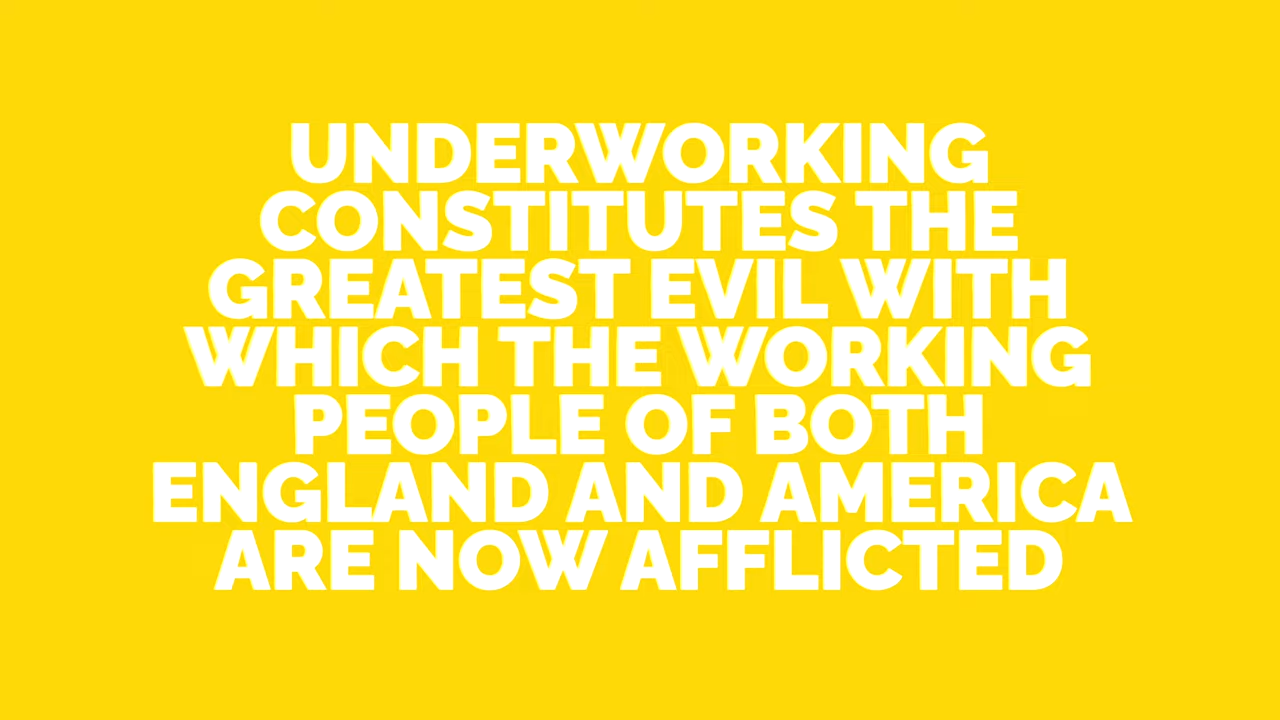 UNDERWORKING
CONSTITUTES THE
GREATEST EVIL WITH
WHICH THE WORKING
PEOPLE OF BOTH
ENGLAND AND AMERICA
ARE NOW AFFLICTED